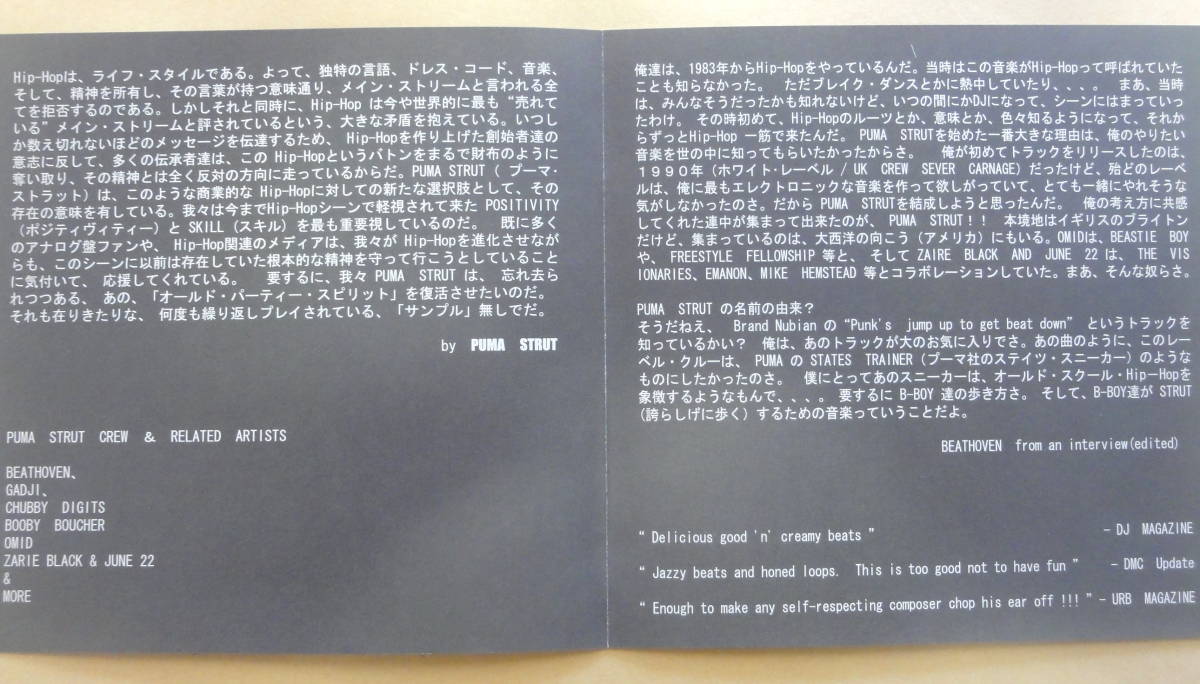 Hip-Hopは、ライフ・スタイルである。よって、独特の言語、ドレス・コード、音楽、
そして、精神を所有し、その言葉が持つ意味通り、メイン・ストリームと言われる全
てを拒否するのである。しかしそれと同時に、Hip-Hop は今や世界的に最も“売れて
いる”メイン・ストリームと評されているという、大きな矛盾を抱えている。いつし
か数え切れないほどのメッセージを伝達するため、 Hip-Hopを作り上げた創始者達の
意志に反して、多くの伝承者達は、この Hip-Hopというバトンをまるで財布のように
奪い取り、その精神とは全く反対の方向に走っているからだ。PUMA STRUT ( プーマ・
ストラット) は、このような商業的な Hip-Hopに対しての新たな選択肢として、その
存在の意味を有している。我々は今までHip-Hopシーンで軽視されて来た POSITIVITY
(ポジティヴィティー) と SKILL (スキル) を最も重要視しているのだ。 既に多く
のアナログ盤ファンや、 Hip-Hop関連のメディアは、我々が Hip-Hopを進化させなが
らも、このシーンに以前は存在していた根本的な精神を守って行こうとしていること
に気付いて、 応援してくれている。 要するに、我々 PUMA STRUT は、 忘れ去ら
れつつある、 あの、「オールド・パーティー・スピリット」を復活させたいのだ。
それも在りきたりな、 何度も繰り返しプレイされている、「サンプル」無しでだ。
by PUMA STRUT
PUMA STRUT CREW & RELATED ARTISTS
BEATHOVEN、
GADJI、
CHUBBY DIGITS
BOOBY BOUCHER
OMID
ZARIE BLACK & JUNE 22
&
MORE
俺達は、1983年からHip-Hopをやっているんだ。当時はこの音楽がHip-Hopって呼ばれていた
ことも知らなかった。 ただブレイク・ダンスとかに熱中していたり、、、、。 まあ、当時
は、みんなそうだったかも知れないけど、いつの間にかDJになって、シーンにはまっていっ
たわけ。 その時初めて、Hip-Hopのルーツとか、意味とか、色々知るようになって、それか
らずっとHip-Hop 一筋で来たんだ。 PUMA STRUTを始めた一番大きな理由は、俺のやりたい
音楽を世の中に知ってもらいたかったからさ。 俺が初めてトラックをリリースしたのは、
１９９０年 (ホワイト・レーベル / UK CREW SEVER CARNAGE) だったけど、殆どのレーベ
ルは、俺に最もエレクトロニックな音楽を作って欲しがっていて、とても一緒にやれそうな
気がしなかったのさ。だから PUMA STRUTを結成しようと思ったんだ。 俺の考え方に共感
してくれた連中が集まって出来たのが、 PUMA STRUT！！ 本境地はイギリスのブライトン
だけど、集まっているのは、大西洋の向こう (アメリカ) にもいる。OMIDは、BEASTIE BOY
や、 FREESTYLE FELLOWSHIP 等と、 そして ZAIRE BLACK AND JUNE 22 は、 THE VIS
IONARIES, EMANON, MIKE HEMSTEAD 等とコラボレーションしていた。まあ、そんな奴らさ。
PUMA STRUT の名前の由来？
そうだねえ、 Brand Nubian の“Punk's jump up to get beat down” というトラックを
知っているかい？ 俺は、あのトラックが大のお気に入りでさ。あの曲のように、このレー
ベル・クルーは、 PUMA の STATES TRAINER (プーマ社のステイツ・スニーカー) のような
ものにしたかったのさ。 僕にとってあのスニーカーは、オールド・スクール・Hip-Hopを
象徴するようなもんで、、、、。 要するに B-BOY 達の歩き方さ。 そして、B-BOY達が STRUT
(誇らしげに歩く) するための音楽っていうことだよ。
BEATHOVEN from an interview(edited)
“ Delicious good 'n' creamy beats ” - DJ MAGAZINE
“ Jazzy beats and honed loops. This is too good not to have fun ” - DMC Update
“ Enough to make any self-respecting composer chop his ear off !!! ” - URB MAGAZINE